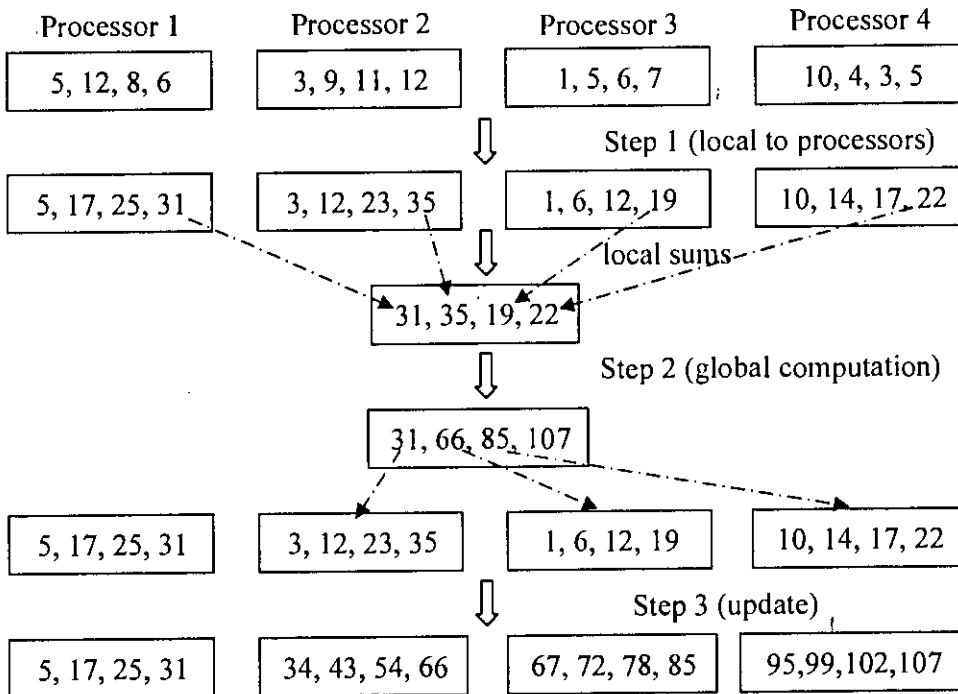 Processor 1 Processor 2 Processor 3 Processor 4
5, 12, 8, 6 3, 9, 11, 12 1, 5, 6, 7 10, 4, 3, 5
Step 1 (local to processors)
5, 17, 25, 31 3, 12, 23, 35 1, 6, 12, 19 10, 14, 17, 22
local sums
31, 35, 19, 22
Step 2 (global computation)
31, 66, 85, 107
5, 17, 25, 31 3, 12, 23, 35 1, 6, 12, 19 10, 14, 17, 22
Step 3 (update)
5, 17, 25, 31 34, 43, 54, 66 67, 72, 78, 85 95,99,102,107